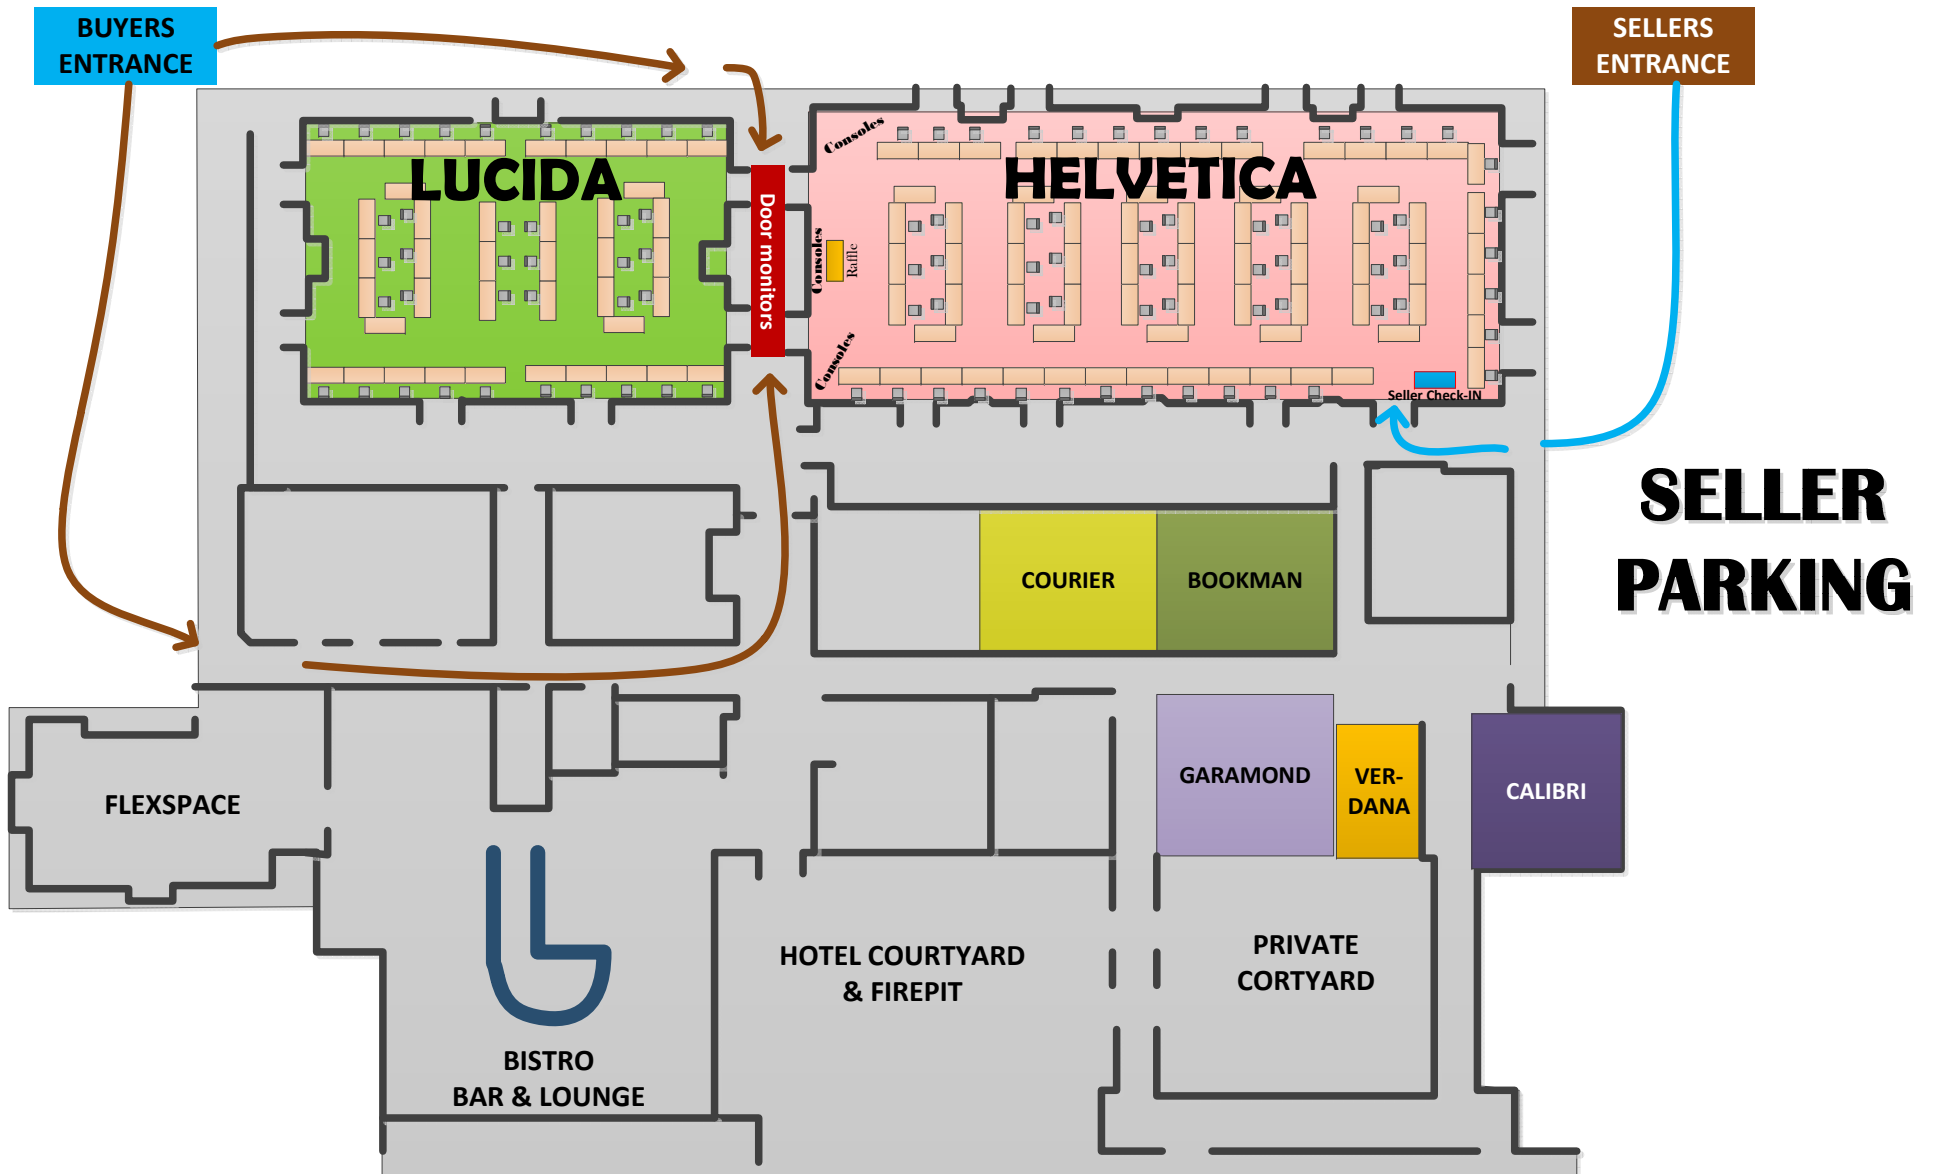 BUYERS
ENTRANCE
SELLERS
ENTRANCE
LUCIDA
HELVETICA
Consoles
Door monitors
Consoles
Raffle
Consoles
Seller Check-IN
SELLER
PARKING
COURIER
BOOKMAN
GARAMOND
VER-
DANA
CALIBRI
FLEXSPACE
HOTEL COURTYARD
& FIREPIT
PRIVATE
CORTYARD
BISTRO
BAR & LOUNGE